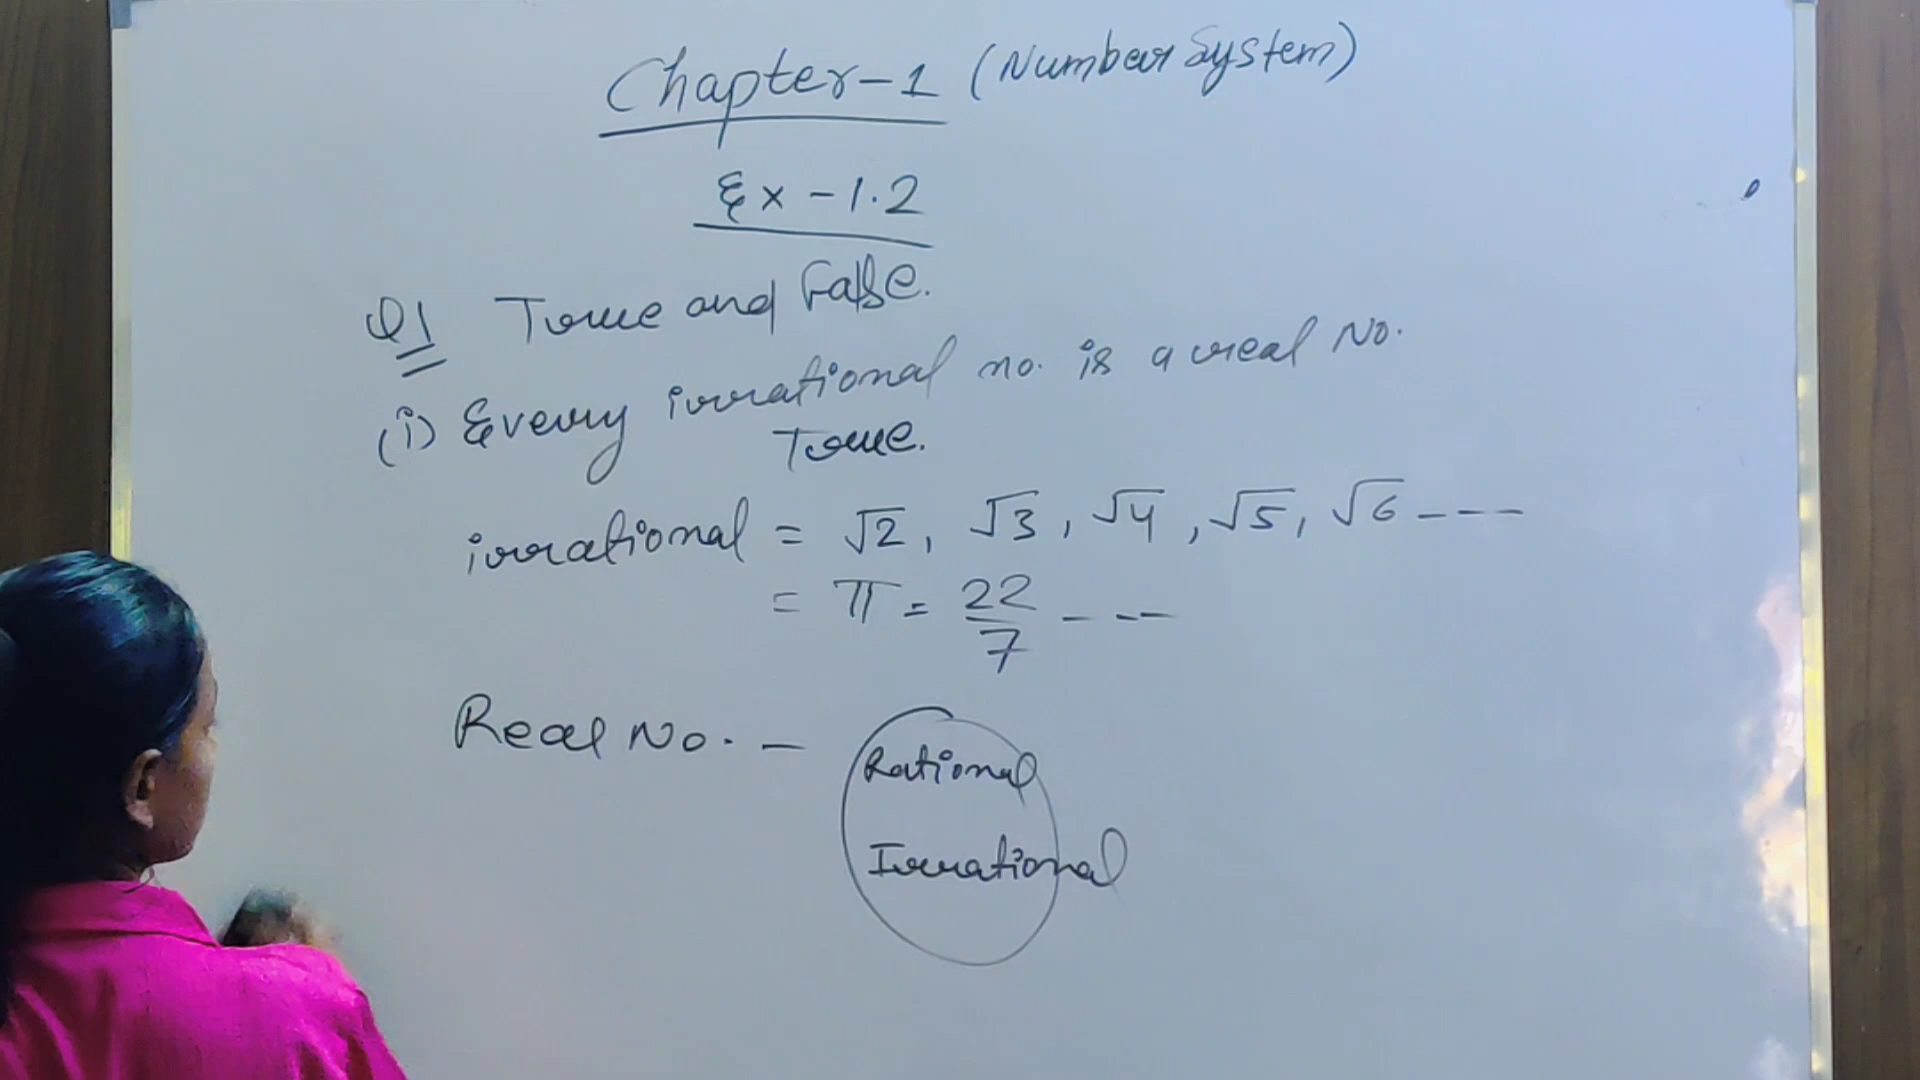 Chapter-1 (Number System)
Ex - 1.2
Q1 True and False.
(i) Every irrational no. is a real No.
True.
irrational = √2, √3, √4, √5, √6 ---
= π = 22/7 ---
Real No. - Rational
Irrational